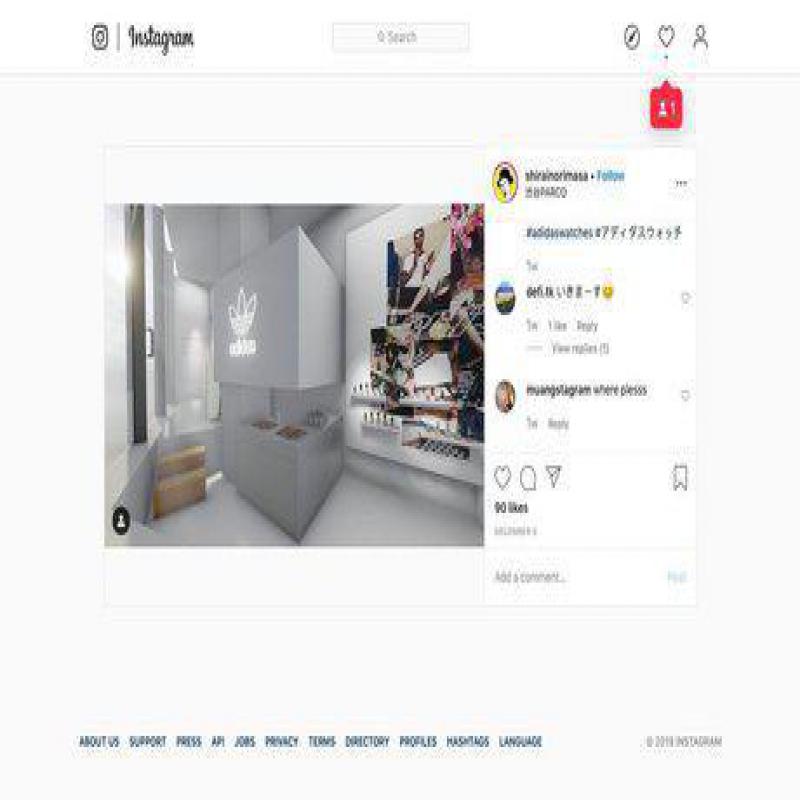 Instagram
Search
1
shirainorimasa • Follow
渋谷PARCO
#adidaswatches #アディダスウォッチ
1w
defi.tk いきまーす😊
1w 1 like Reply
View replies (1)
muangstagram where plesss
1w Reply
adidas
90 likes
DECEMBER 6
Add a comment...
Post
ABOUT US SUPPORT PRESS API JOBS PRIVACY TERMS DIRECTORY PROFILES HASHTAGS LANGUAGE
© 2019 INSTAGRAM